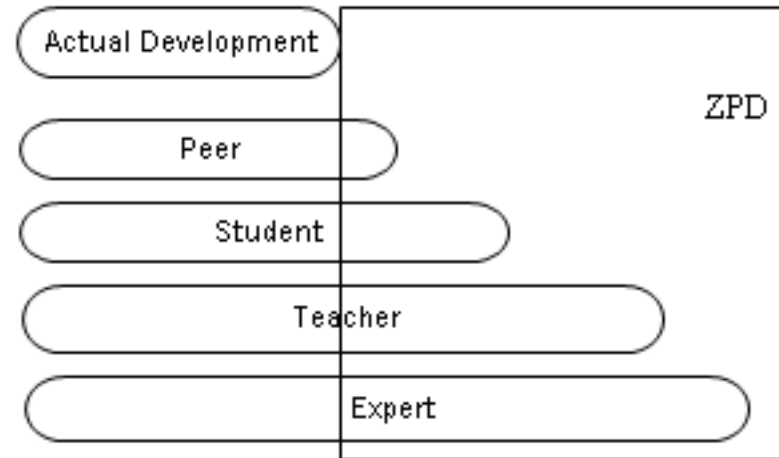 Actual Development
ZPD
Peer
Student
Teacher
Expert